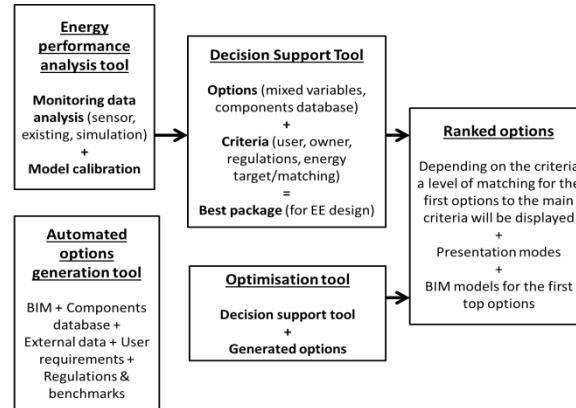 Energy
performance
analysis tool
Monitoring data
analysis (sensor,
existing, simulation)
+
Model calibration
Automated
options
generation tool
BIM + Components
database +
External data + User
requirements +
Regulations &
benchmarks
Decision Support Tool
Options (mixed variables,
components database)
+
Criteria (user, owner,
regulations, energy
target/matching)
=
Best package (for EE design)
Optimisation tool
Decision support tool
+
Generated options
Ranked options
Depending on the criteria
a level of matching for the
first options to the main
criteria will be displayed
+
Presentation modes
+
BIM models for the first
top options